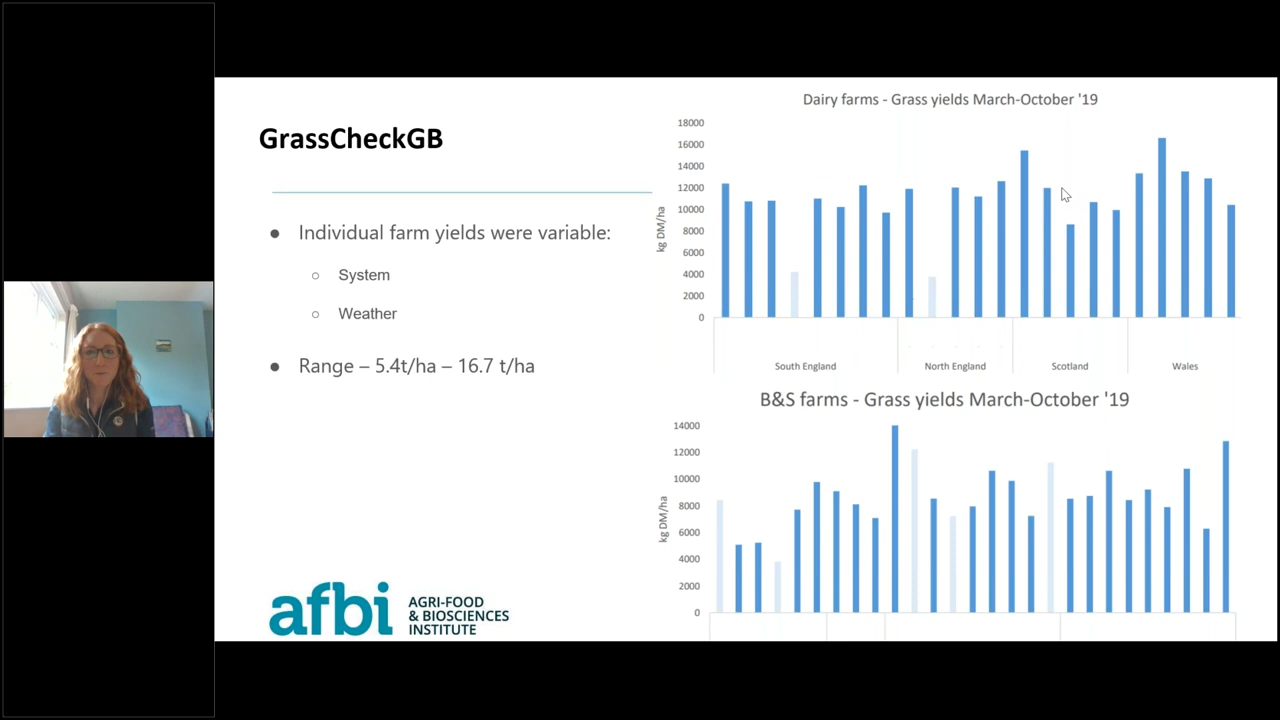 GrassCheckGB
● Individual farm yields were variable:
○ System
○ Weather
● Range – 5.4t/ha – 16.7 t/ha
afbi
AGRI-FOOD
& BIOSCIENCES
INSTITUTE
Dairy farms - Grass yields March-October '19
kg DM/ha
18000
16000
14000
12000
10000
8000
6000
4000
2000
0
South England North England Scotland Wales
B&S farms - Grass yields March-October '19
kg DM/ha
14000
12000
10000
8000
6000
4000
2000
0